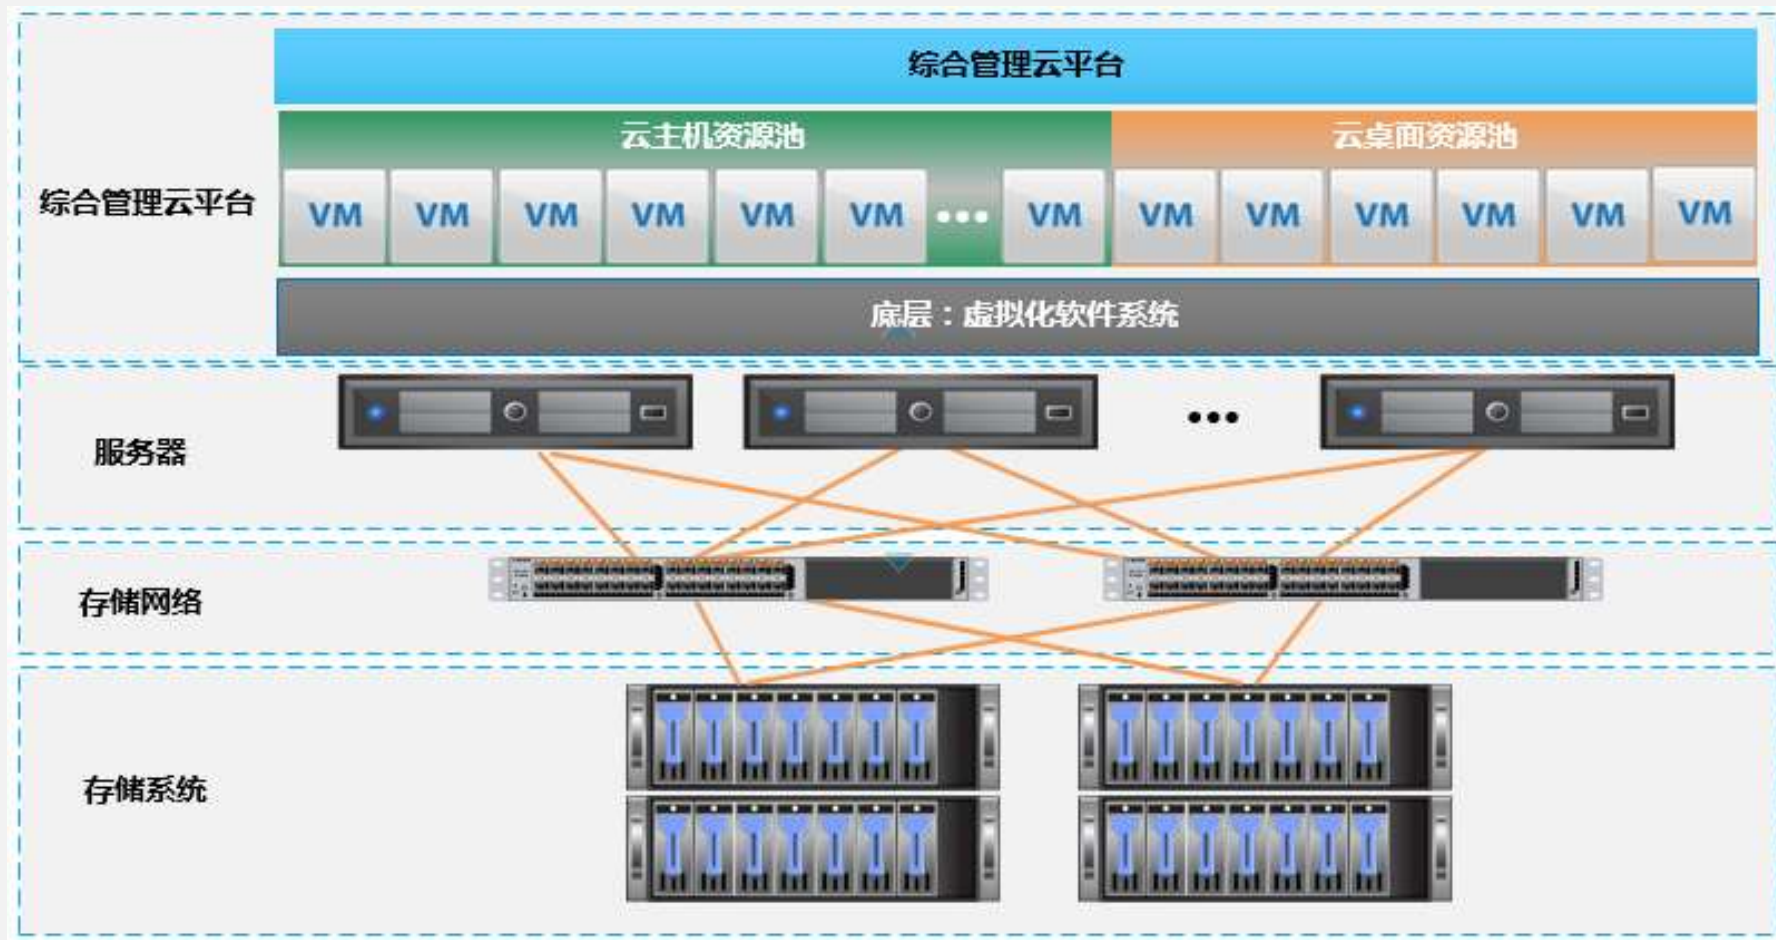 综合管理云平台
云主机资源池 云桌面资源池
综合管理云平台
VM VM VM VM VM VM ••• VM VM VM VM VM VM VM
底层：虚拟化软件系统
•••
服务器
存储网络
存储系统